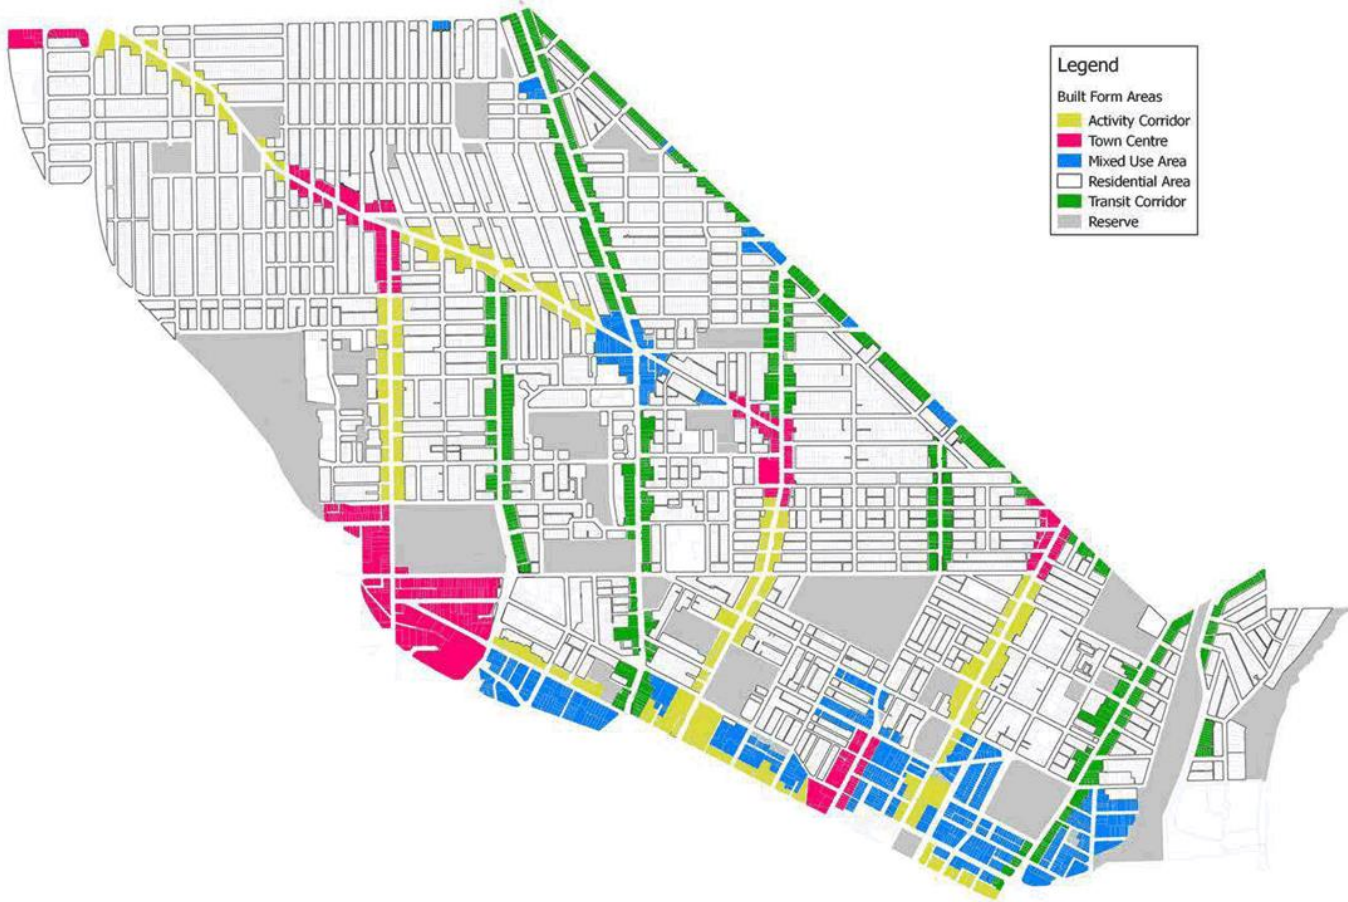 Legend
Built Form Areas
Activity Corridor
Town Centre
Mixed Use Area
Residential Area
Transit Corridor
Reserve